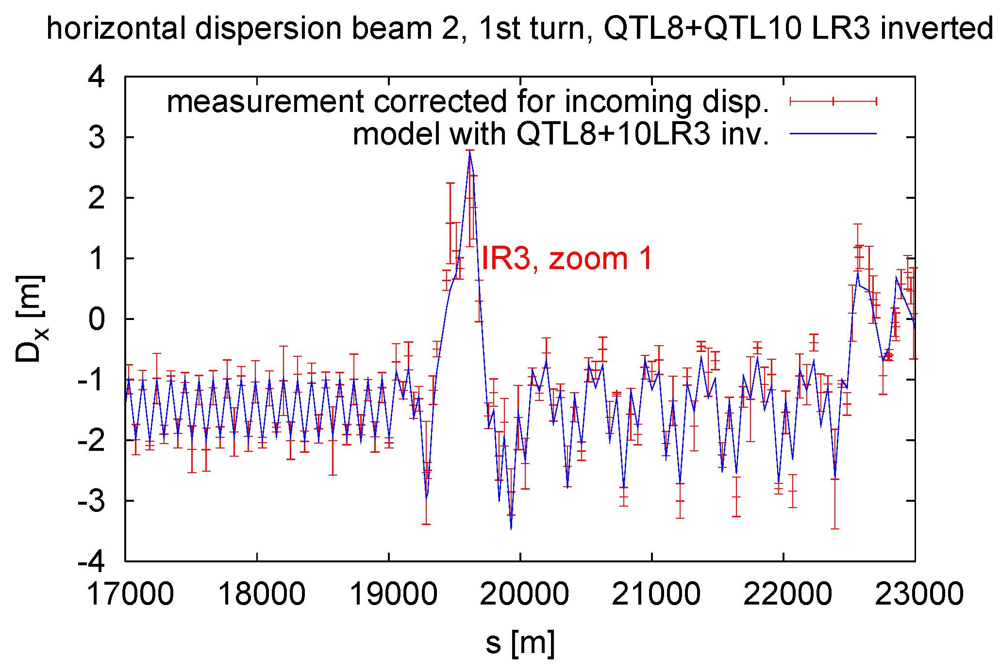 horizontal dispersion beam 2, 1st turn, QTL8+QTL10 LR3 inverted
4
measurement corrected for incoming disp.
model with QTL8+10LR3 inv.
3
2
1
IR3, zoom 1
0
-1
-2
-3
-4
Dx [m]
17000 18000 19000 20000 21000 22000 23000
s [m]